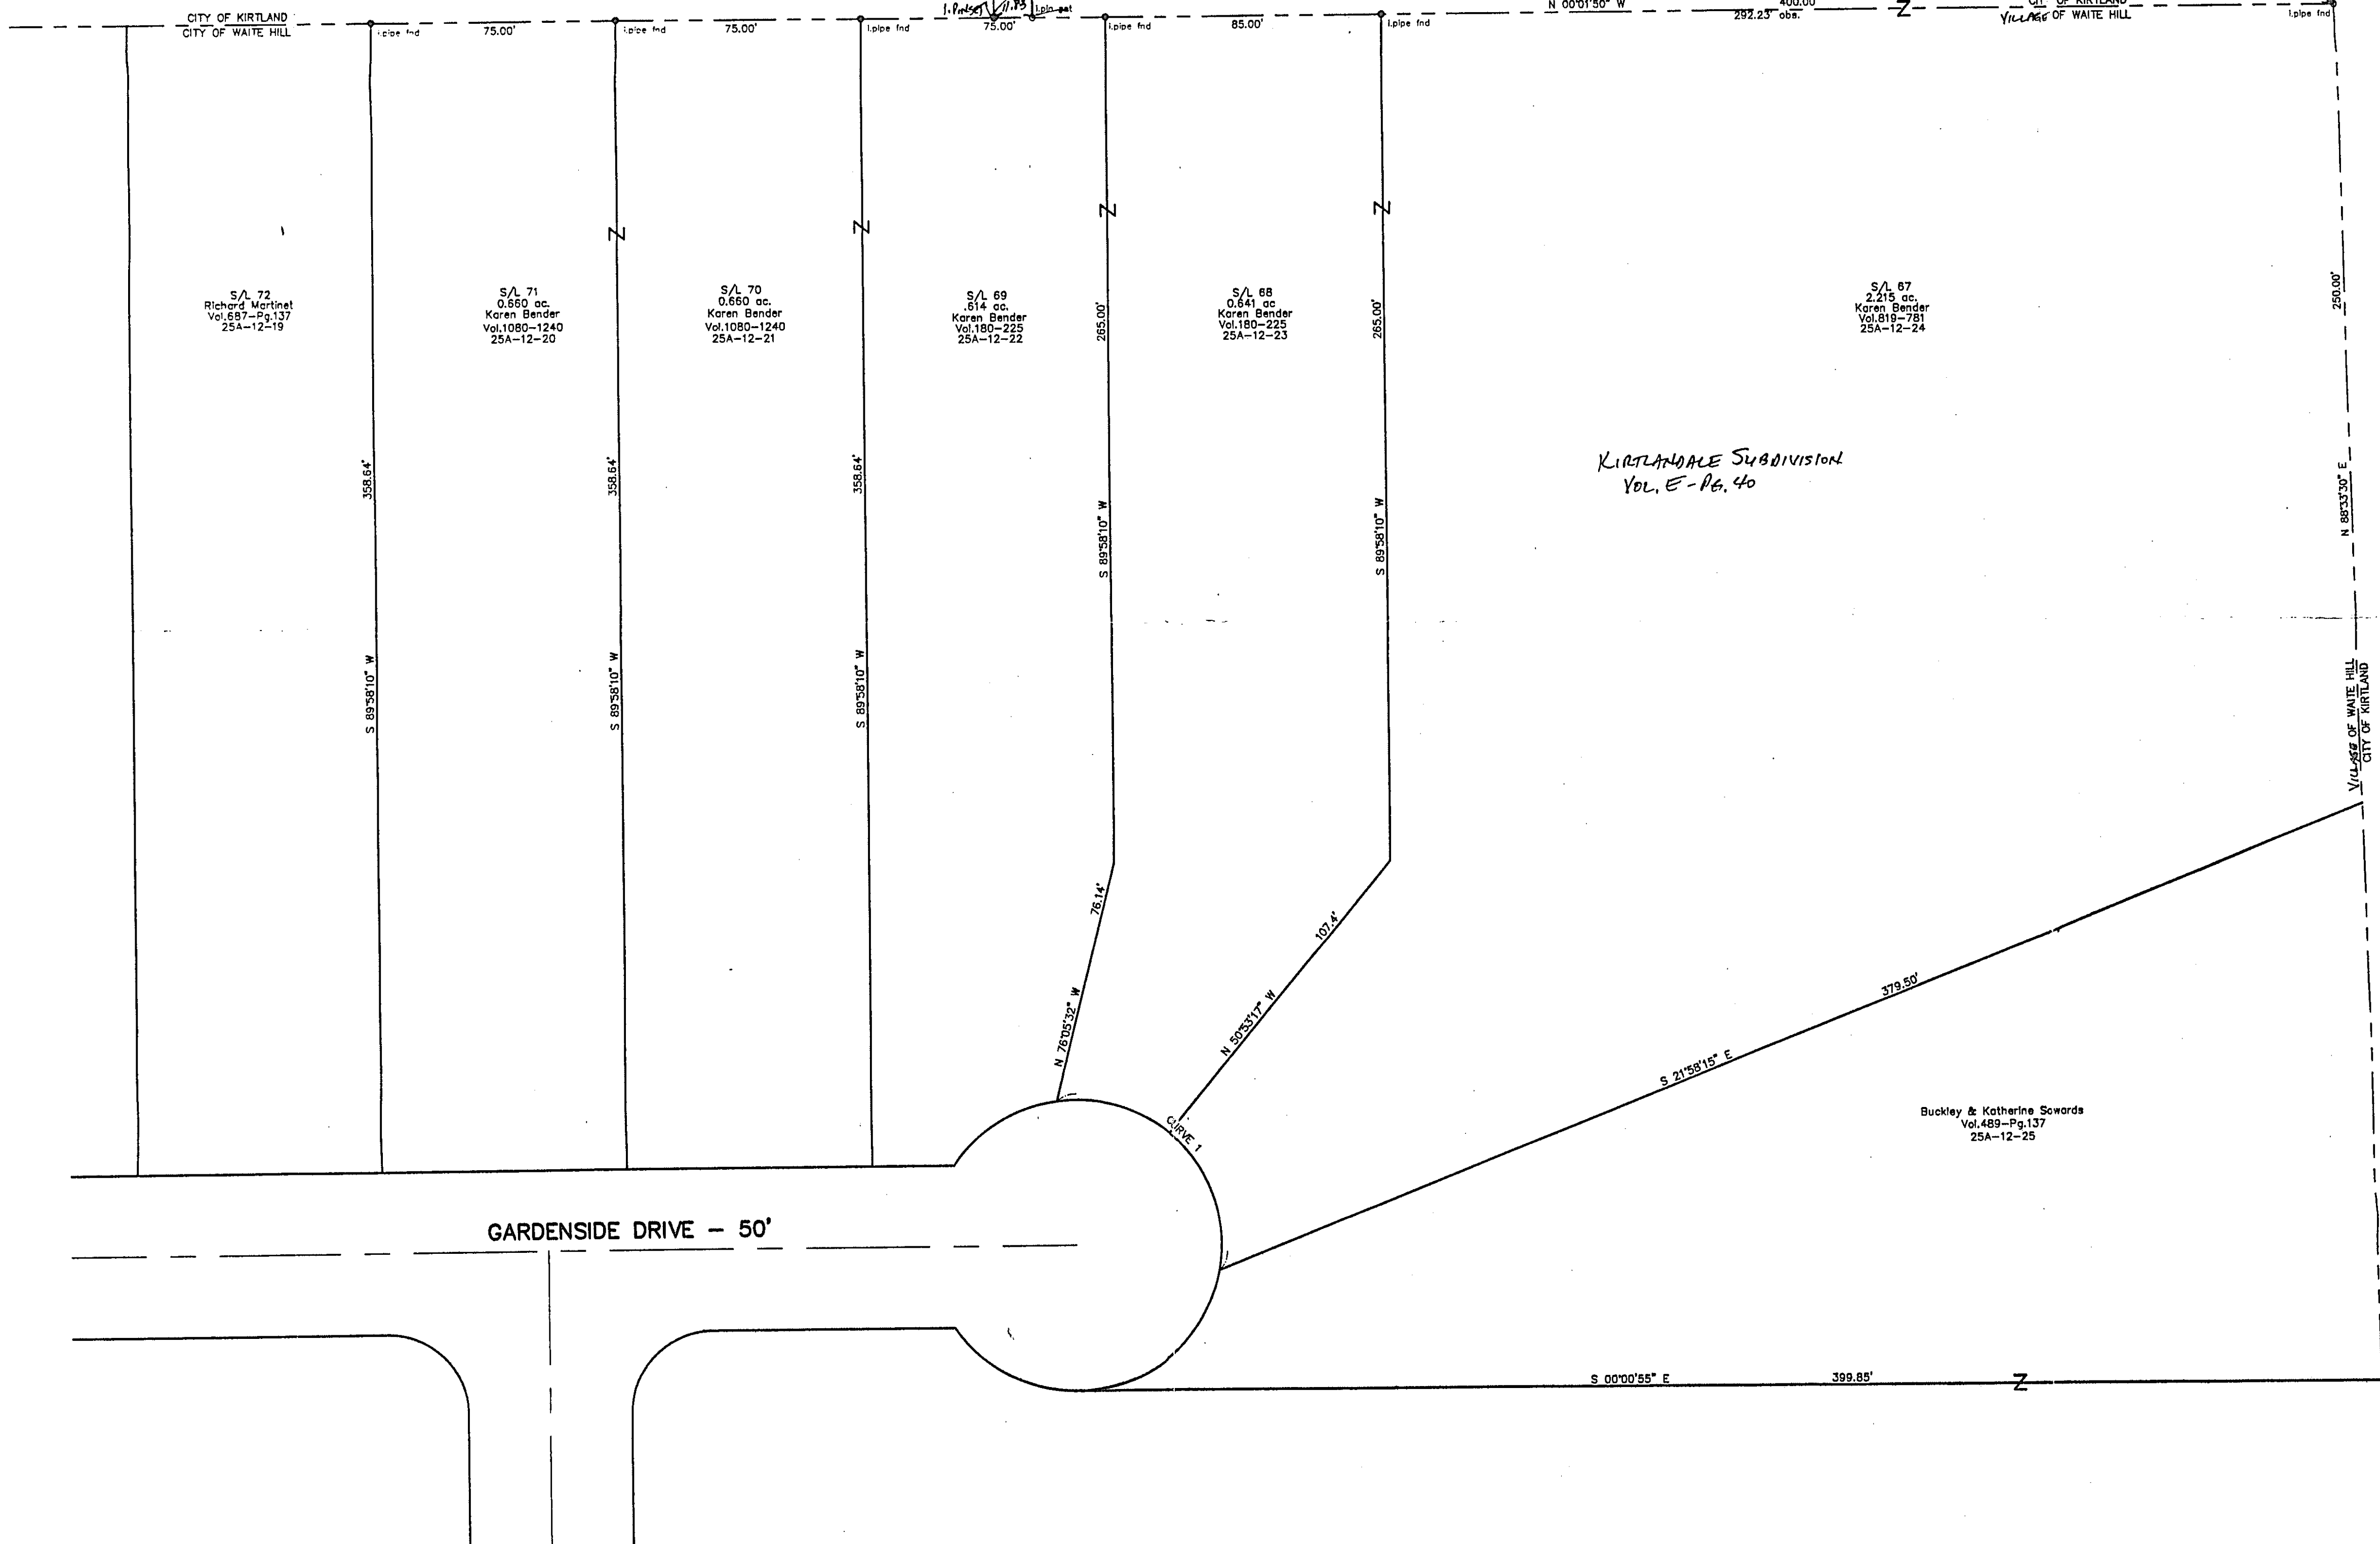 CITY OF KIRTLAND
CITY OF WAITE HILL
i.pipe fnd
75.00'
i.pipe fnd
75.00'
i.pipe fnd
I.PINSET
11.83
i.pin set
75.00'
i.pipe fnd
85.00'
i.pipe fnd
N 00°01'50" W
400.00
292.23' obs.
CITY OF KIRTLAND
VILLAGE OF WAITE HILL
i.pipe fnd
S/L 72
Richard Martinet
Vol.687-Pg.137
25A-12-19
S/L 71
0.660 ac.
Karen Bender
Vol.1080-1240
25A-12-20
S/L 70
0.660 ac.
Karen Bender
Vol.1080-1240
25A-12-21
S/L 69
.614 ac.
Karen Bender
Vol.180-225
25A-12-22
S/L 68
0.641 ac
Karen Bender
Vol.180-225
25A-12-23
S/L 67
2.215 ac.
Karen Bender
Vol.819-781
25A-12-24
265.00'
265.00'
250.00'
KIRTLANDALE SUBDIVISION
VOL. E - PG. 40
358.64'
358.64'
358.64'
S 89°58'10" W
S 89°58'10" W
N 88°33'30" E
S 89°58'10" W
S 89°58'10" W
S 89°58'10" W
VILLAGE OF WAITE HILL
CITY OF KIRTLAND
76.14'
107.4'
N 76°05'32" W
N 50°53'17" W
379.50'
S 21°58'15" E
CURVE 1
Buckley & Katherine Sowards
Vol.489-Pg.137
25A-12-25
GARDENSIDE DRIVE - 50'
S 00°00'55" E
399.85'